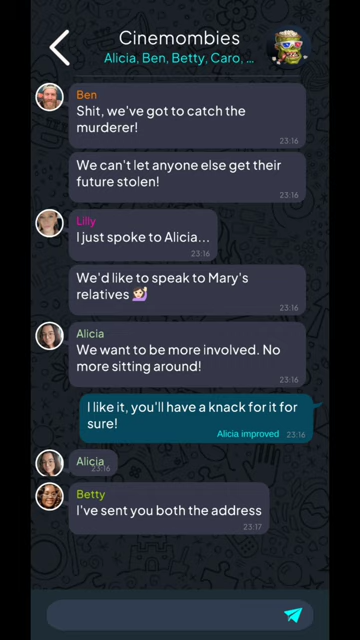 Cinemombies
Alicia, Ben, Betty, Caro, ...
Ben
Shit, we've got to catch the
murderer!
23:16
We can't let anyone else get their
future stolen!
23:16
Lilly
I just spoke to Alicia...
23:16
We'd like to speak to Mary's
relatives 🙋🏻‍♀️
23:16
Alicia
We want to be more involved. No
more sitting around!
23:16
I like it, you'll have a knack for it for
sure!
Alicia improved 23:16
Alicia
23:16
Betty
I've sent you both the address
23:17